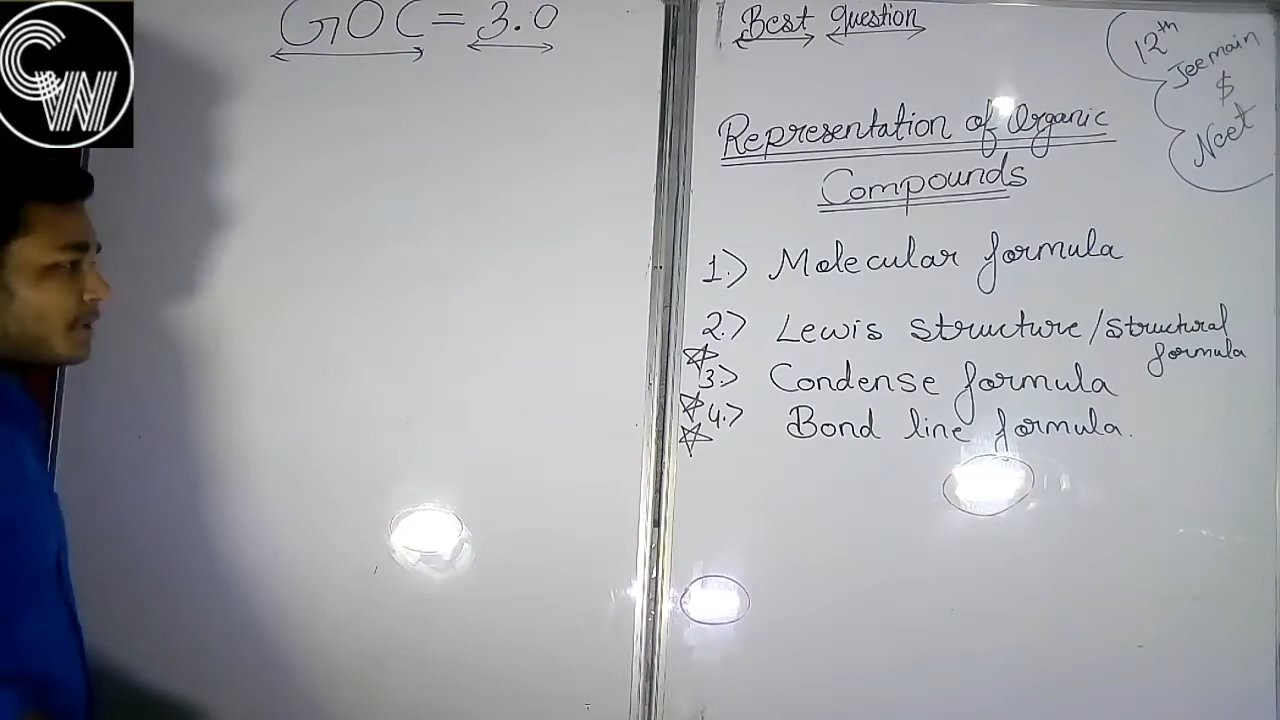 CW
GOC = 3.0
Best question
12th
Jee main
$
Neet
Representation of Organic
Compounds
1.) Molecular formula
2.) Lewis structure/structural
formula
3.) Condense formula
4.) Bond line formula.